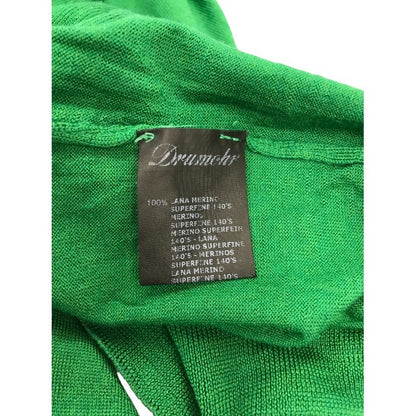 Drumohr
100% LANA MERINO
SUPERFINE 140'S
MERINOS
SUPERFINE 140'S
MERINO SUPERFEIN
140'S - LANA
MERINO SUPERFINE
140'S - MERINOS
SUPERFINE 140'S -
LANA MERINO
SUPERFINE 140'S